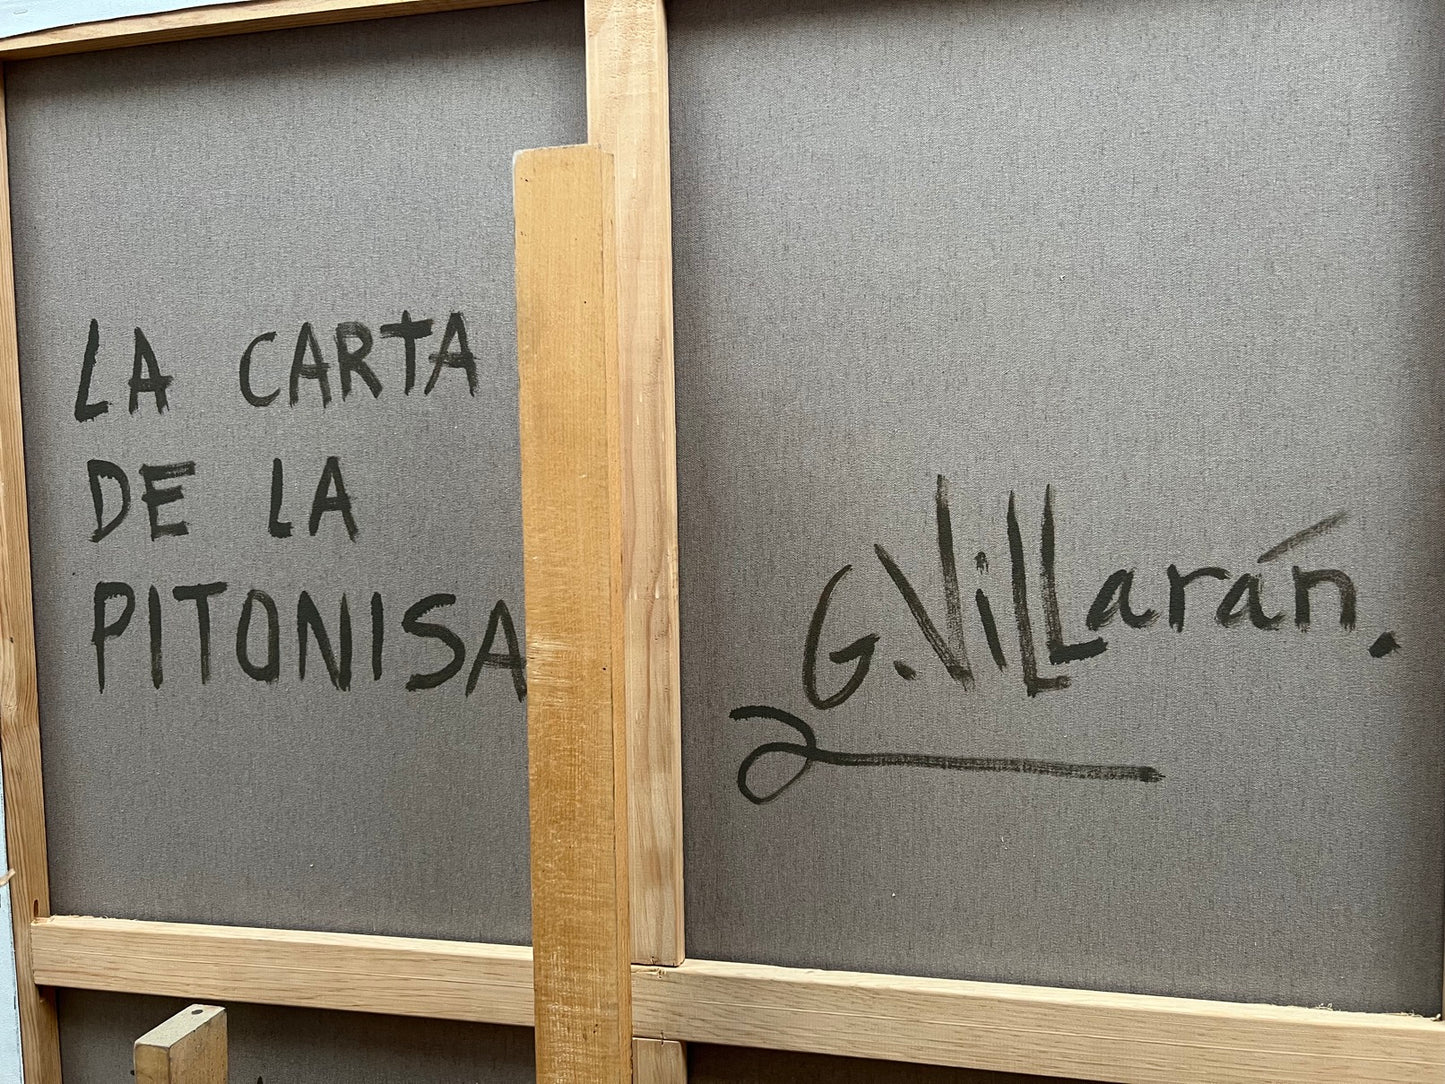 LA CARTA
DE LA
PITONISA
G. VilLarán.